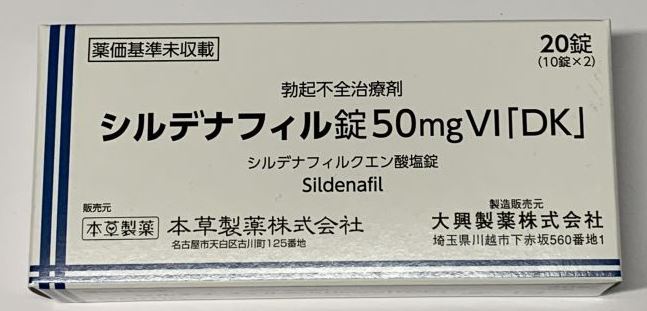 薬価基準未収載
20錠
(10錠×2)
勃起不全治療剤
シルデナフィル錠50mgVI「DK」
シルデナフィルクエン酸塩錠
Sildenafil
販売元
本草製薬 本草製薬株式会社
名古屋市天白区古川町125番地
製造販売元
大興製薬株式会社
埼玉県川越市下赤坂560番地1